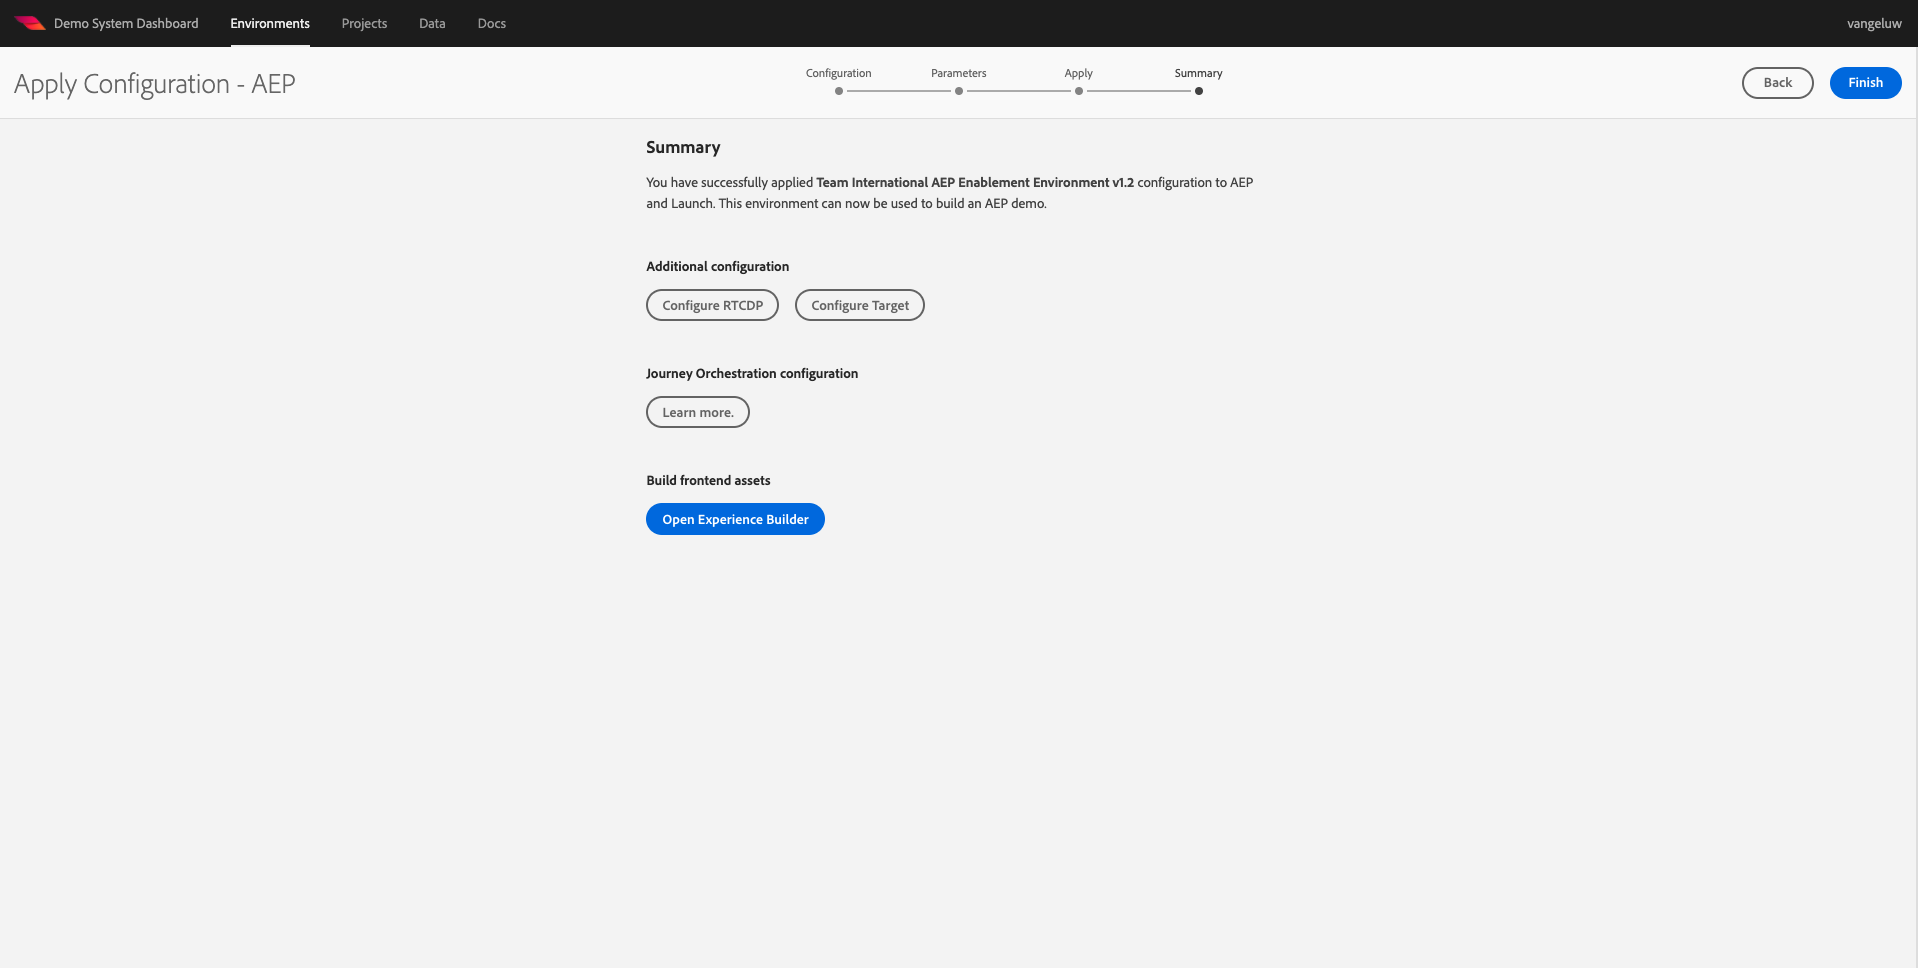 Demo System Dashboard Environments Projects Data Docs vangeluw
Apply Configuration - AEP
Configuration Parameters Apply Summary
Back Finish
Summary
You have successfully applied Team International AEP Enablement Environment v1.2 configuration to AEP
and Launch. This environment can now be used to build an AEP demo.
Additional configuration
Configure RTCDP Configure Target
Journey Orchestration configuration
Learn more.
Build frontend assets
Open Experience Builder